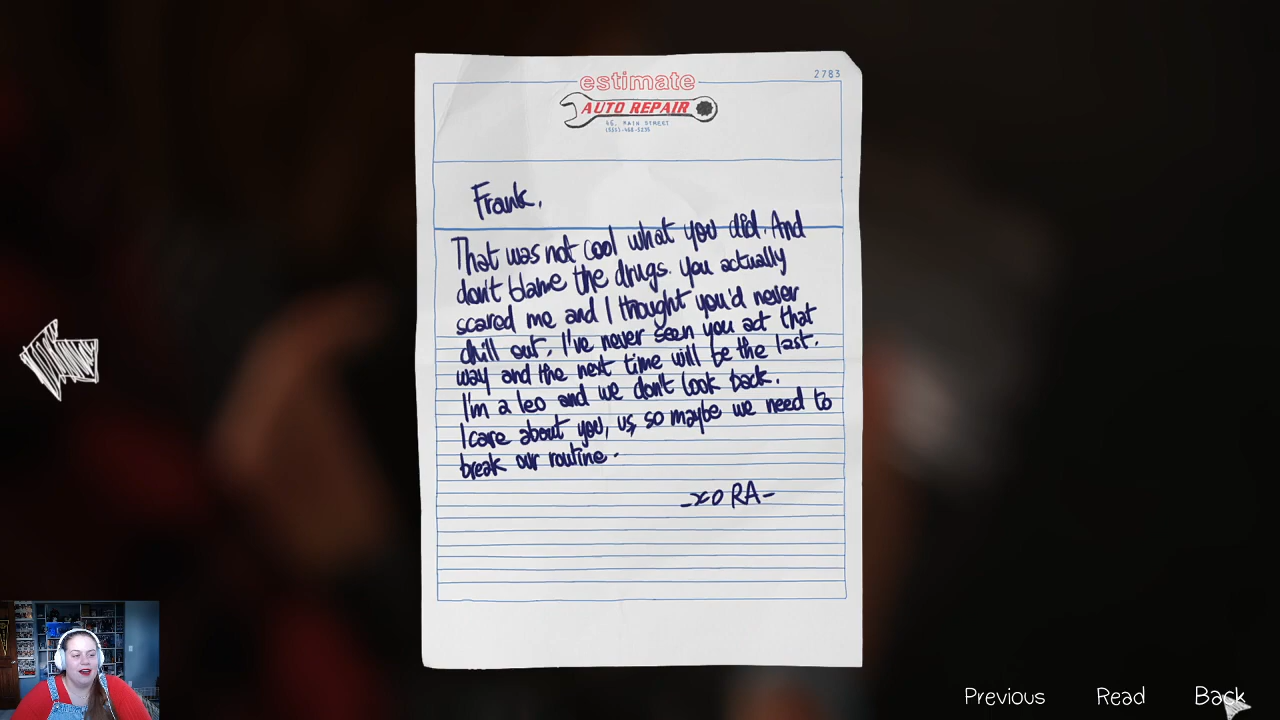 estimate
2783
AUTO REPAIR
Frank,
That was not cool what you did. And
don't blame the drugs. You actually
scared me and I thought you'd never
chill out. I've never seen you act that
way and the next time will be the last.
I'm a leo and we don't look back.
I care about you, us, so maybe we need to
break our routine.
-xo RA-
Previous
Read
Back